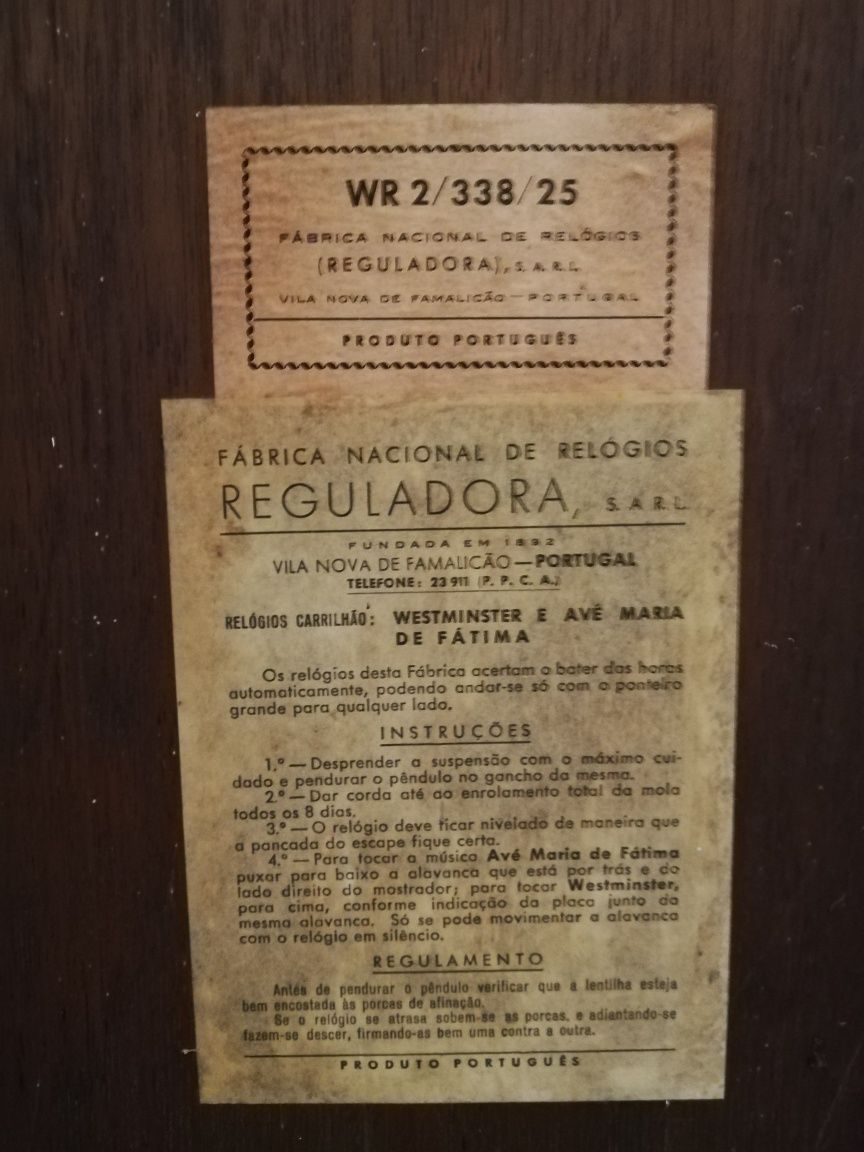 WR 2/338/25
FÁBRICA NACIONAL DE RELÓGIOS
(REGULADORA), S. A. R. L.
VILA NOVA DE FAMALICÃO — PORTUGAL
PRODUTO PORTUGUÊS
FÁBRICA NACIONAL DE RELÓGIOS
REGULADORA, S. A R. L.
FUNDADA EM 1892
VILA NOVA DE FAMALICÃO — PORTUGAL
TELEFONE: 23 911 (P. P. C. A.)
RELÓGIOS CARRILHÃO: WESTMINSTER E AVÉ MARIA
DE FÁTIMA
Os relógios desta Fábrica acertam o bater das horas
automaticamente, podendo andar-se só com o ponteiro
grande para qualquer lado.
INSTRUÇÕES
1.º — Desprender a suspensão com o máximo cui-
dado e pendurar o pêndulo no gancho da mesma.
2.º — Dar corda até ao enrolamento total da mola
todos os 8 dias.
3.º — O relógio deve ficar nivelado de maneira que
a pancada do escape fique certa.
4.º — Para tocar a música Avé Maria de Fátima
puxar para baixo a alavanca que está por trás e do
lado direito do mostrador; para tocar Westminster,
para cima, conforme indicação da placa junto da
mesma alavanca. Só se pode movimentar a alavanca
com o relógio em silêncio.
REGULAMENTO
Antes de pendurar o pêndulo verificar que a lentilha esteja
bem encostada às porcas de afinação.
Se o relógio se atrasa sobem-se as porcas, e adiantando-se
fazem-se descer, firmando-as bem uma contra a outra.
PRODUTO PORTUGUÊS